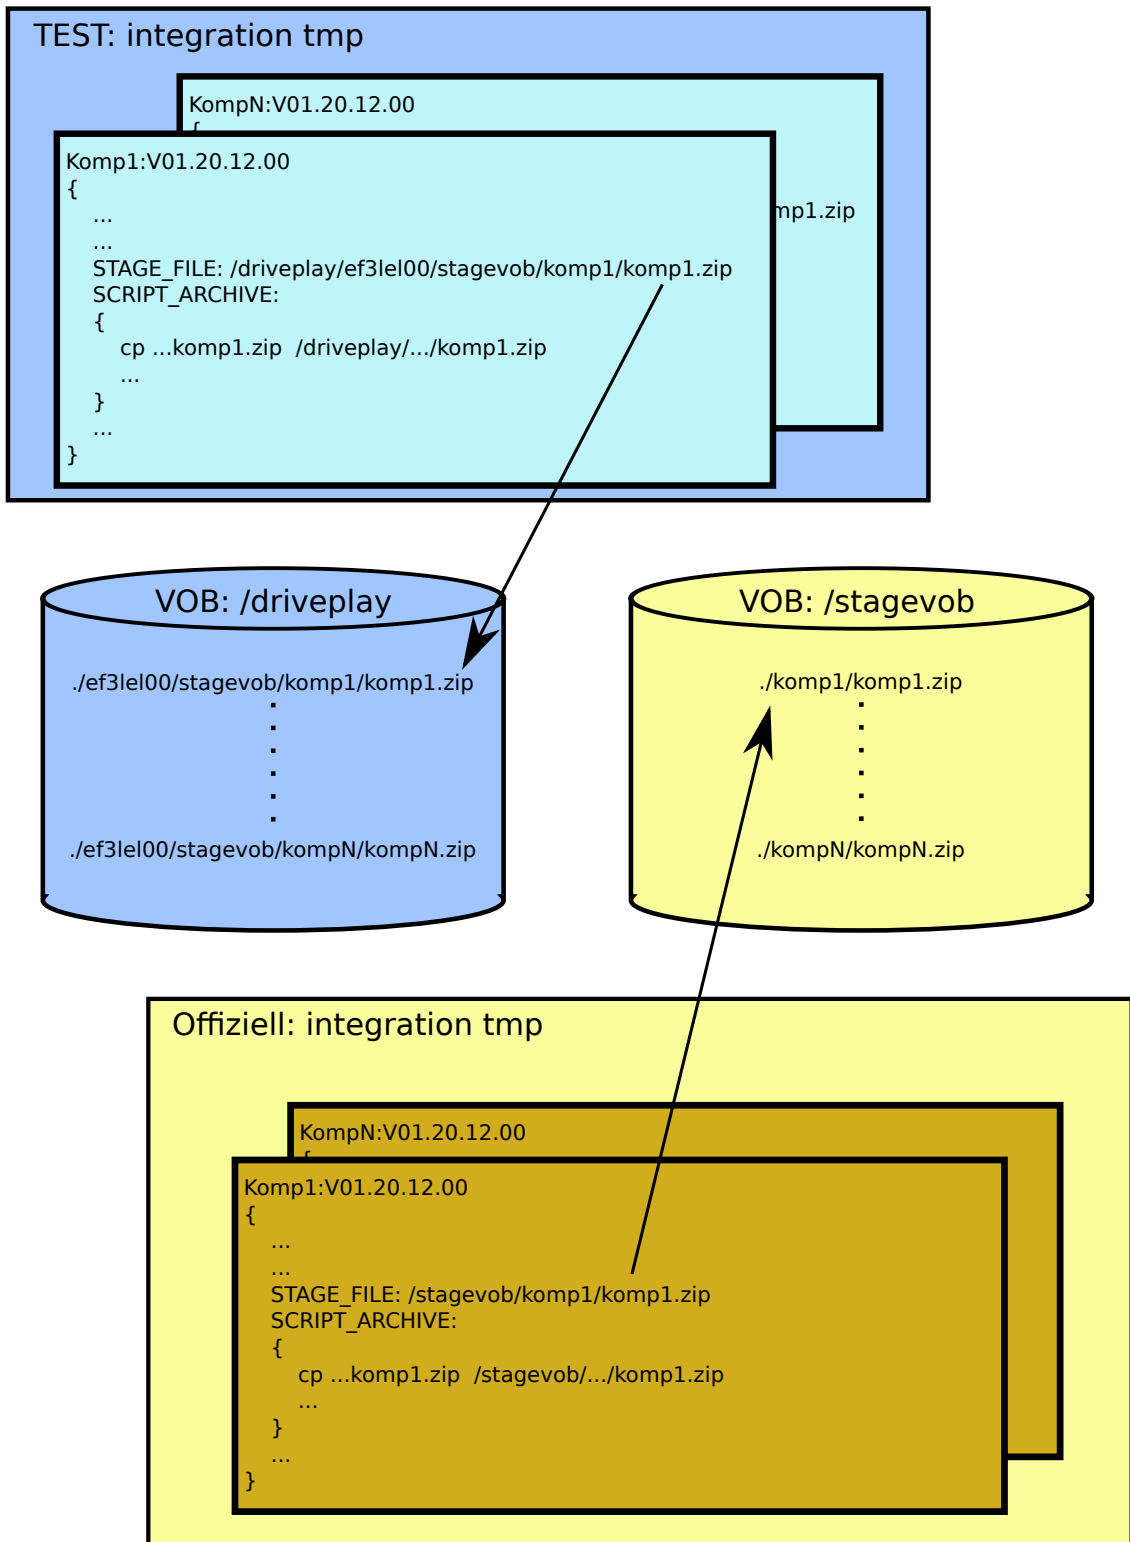 TEST: integration tmp
KompN:V01.20.12.00
{
Komp1:V01.20.12.00
{
...
...
STAGE_FILE: /driveplay/ef3lel00/stagevob/komp1/komp1.zip
SCRIPT_ARCHIVE:
{
cp ...komp1.zip  /driveplay/.../komp1.zip
...
}
...
}
mp1.zip
VOB: /driveplay
./ef3lel00/stagevob/komp1/komp1.zip
./ef3lel00/stagevob/kompN/kompN.zip
VOB: /stagevob
./komp1/komp1.zip
./kompN/kompN.zip
Offiziell: integration tmp
KompN:V01.20.12.00
{
Komp1:V01.20.12.00
{
...
...
STAGE_FILE: /stagevob/komp1/komp1.zip
SCRIPT_ARCHIVE:
{
cp ...komp1.zip  /stagevob/.../komp1.zip
...
}
...
}